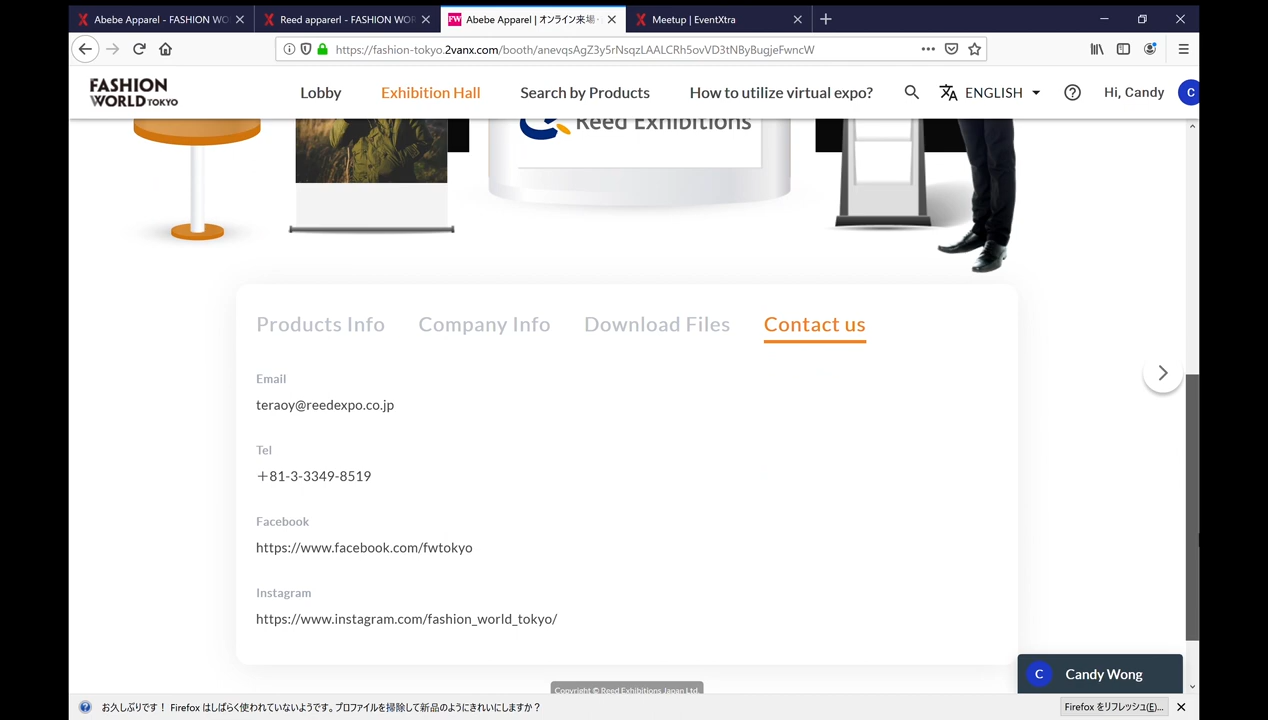 Abebe Apparel - FASHION WO
Reed apparerl - FASHION WOR
FW
Abebe Apparel | オンライン来場 ·
Meetup | EventXtra
https://fashion-tokyo.2vanx.com/booth/anevqsAgZ3y5rNsqzLAALCRh5ovVD3tNByBugjeFwncW
FASHION
WORLD TOKYO
Lobby
Exhibition Hall
Search by Products
How to utilize virtual expo?
ENGLISH
Hi, Candy
C
Reed Exhibitions
Products Info
Company Info
Download Files
Contact us
Email
teraoy@reedexpo.co.jp
Tel
＋81-3-3349-8519
Facebook
https://www.facebook.com/fwtokyo
Instagram
https://www.instagram.com/fashion_world_tokyo/
C
Candy Wong
Copyright © Reed Exhibitions Japan Ltd.
お久しぶりです！ Firefox はしばらく使われていないようです。プロファイルを掃除して新品のようにきれいにしますか？
Firefox をリフレッシュ(E)...